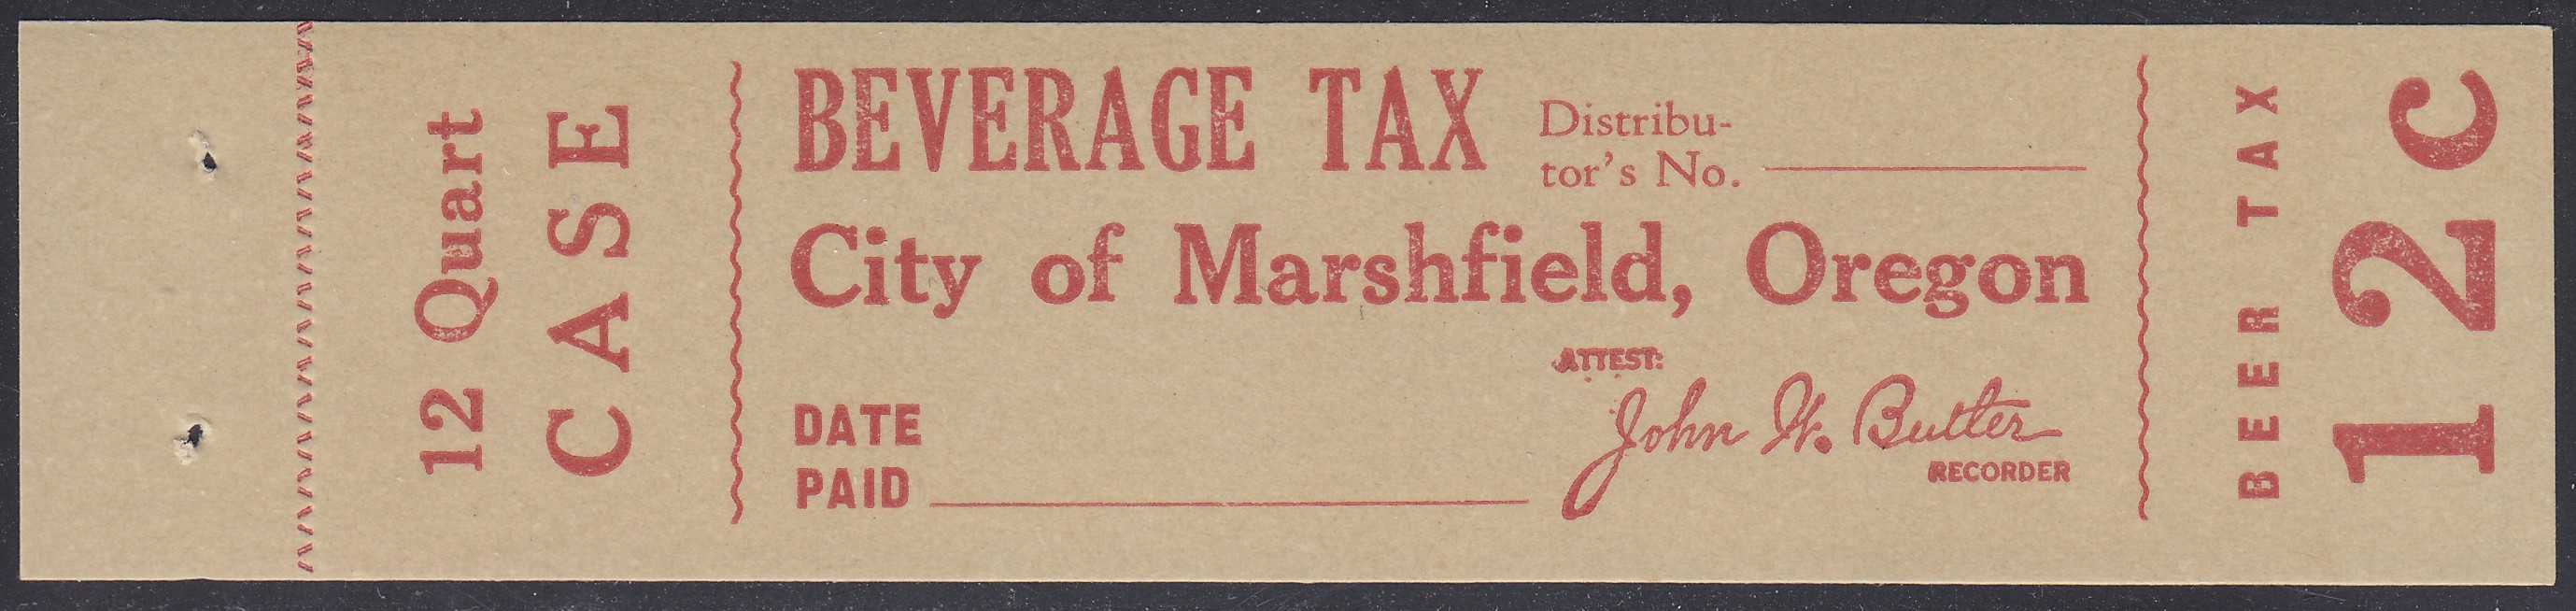 12 Quart
CASE
BEVERAGE TAX
Distribu-
tor's No.
City of Marshfield, Oregon
ATTEST:
John W. Butler
RECORDER
DATE
PAID
BEER TAX
12c